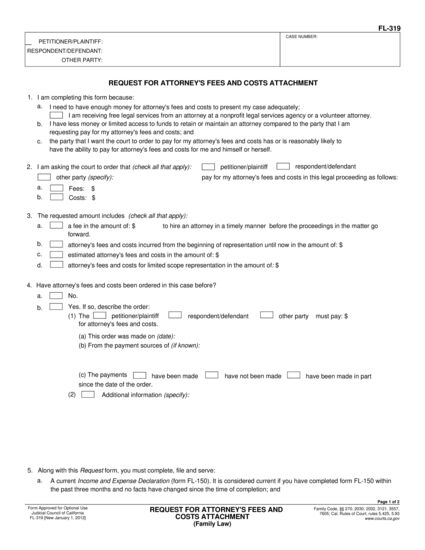 FL-319
PETITIONER/PLAINTIFF:
CASE NUMBER:
RESPONDENT/DEFENDANT:
OTHER PARTY:
REQUEST FOR ATTORNEY'S FEES AND COSTS ATTACHMENT
1. I am completing this form because:
a. I need to have enough money for attorney's fees and costs to present my case adequately;
I am receiving free legal services from an attorney at a nonprofit legal services agency or a volunteer attorney.
b. I have less money or limited access to funds to retain or maintain an attorney compared to the party that I am
requesting pay for my attorney's fees and costs; and
c. the party that I want the court to order to pay for my attorney's fees and costs has or is reasonably likely to
have the ability to pay for attorney's fees and costs for me and himself or herself.
2. I am asking the court to order that (check all that apply): petitioner/plaintiff respondent/defendant
other party (specify): pay for my attorney's fees and costs in this legal proceeding as follows:
a. Fees: $
b. Costs: $
3. The requested amount includes (check all that apply):
a. a fee in the amount of: $ to hire an attorney in a timely manner before the proceedings in the matter go
forward.
b. attorney's fees and costs incurred from the beginning of representation until now in the amount of: $
c. estimated attorney's fees and costs in the amount of: $
d. attorney's fees and costs for limited scope representation in the amount of: $
4. Have attorney's fees and costs been ordered in this case before?
a. No.
b. Yes. If so, describe the order:
(1) The petitioner/plaintiff respondent/defendant other party must pay: $
for attorney's fees and costs.
(a) This order was made on (date):
(b) From the payment sources of (if known):
(c) The payments have been made have not been made have been made in part
since the date of the order.
(2) Additional information (specify):
5. Along with this Request form, you must complete, file and serve:
a. A current Income and Expense Declaration (form FL-150). It is considered current if you have completed form FL-150 within
the past three months and no facts have changed since the time of completion; and
Page 1 of 2
Form Approved for Optional Use
Judicial Council of California
FL-319 [New January 1, 2012]
REQUEST FOR ATTORNEY'S FEES AND
COSTS ATTACHMENT
(Family Law)
Family Code, §§ 270, 2030, 2032, 3121, 3557,
7605; Cal. Rules of Court, rules 5.425, 5.93
www.courts.ca.gov